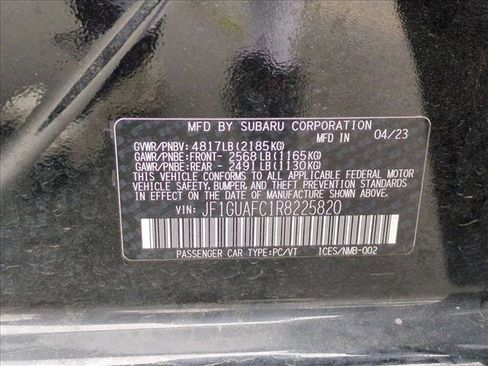 MFD BY SUBARU CORPORATION 04/23
GVWR/PNBV: 4817LB(2185KG)
GAWR/PNBE:FRONT- 2568LB(1165KG)
GAWR/PNBE:REAR - 2491LB(1130KG)
THIS VEHICLE CONFORMS TO ALL APPLICABLE FEDERAL MOTOR
VEHICLE SAFETY, BUMPER, AND THEFT PREVENTION STANDARDS
IN EFFECT ON THE DATE OF MANUFACTURE SHOWN ABOVE.
VIN: JF1GUAFC1R8225820
PASSENGER CAR TYPE:PC/VT ICES/NMB-002